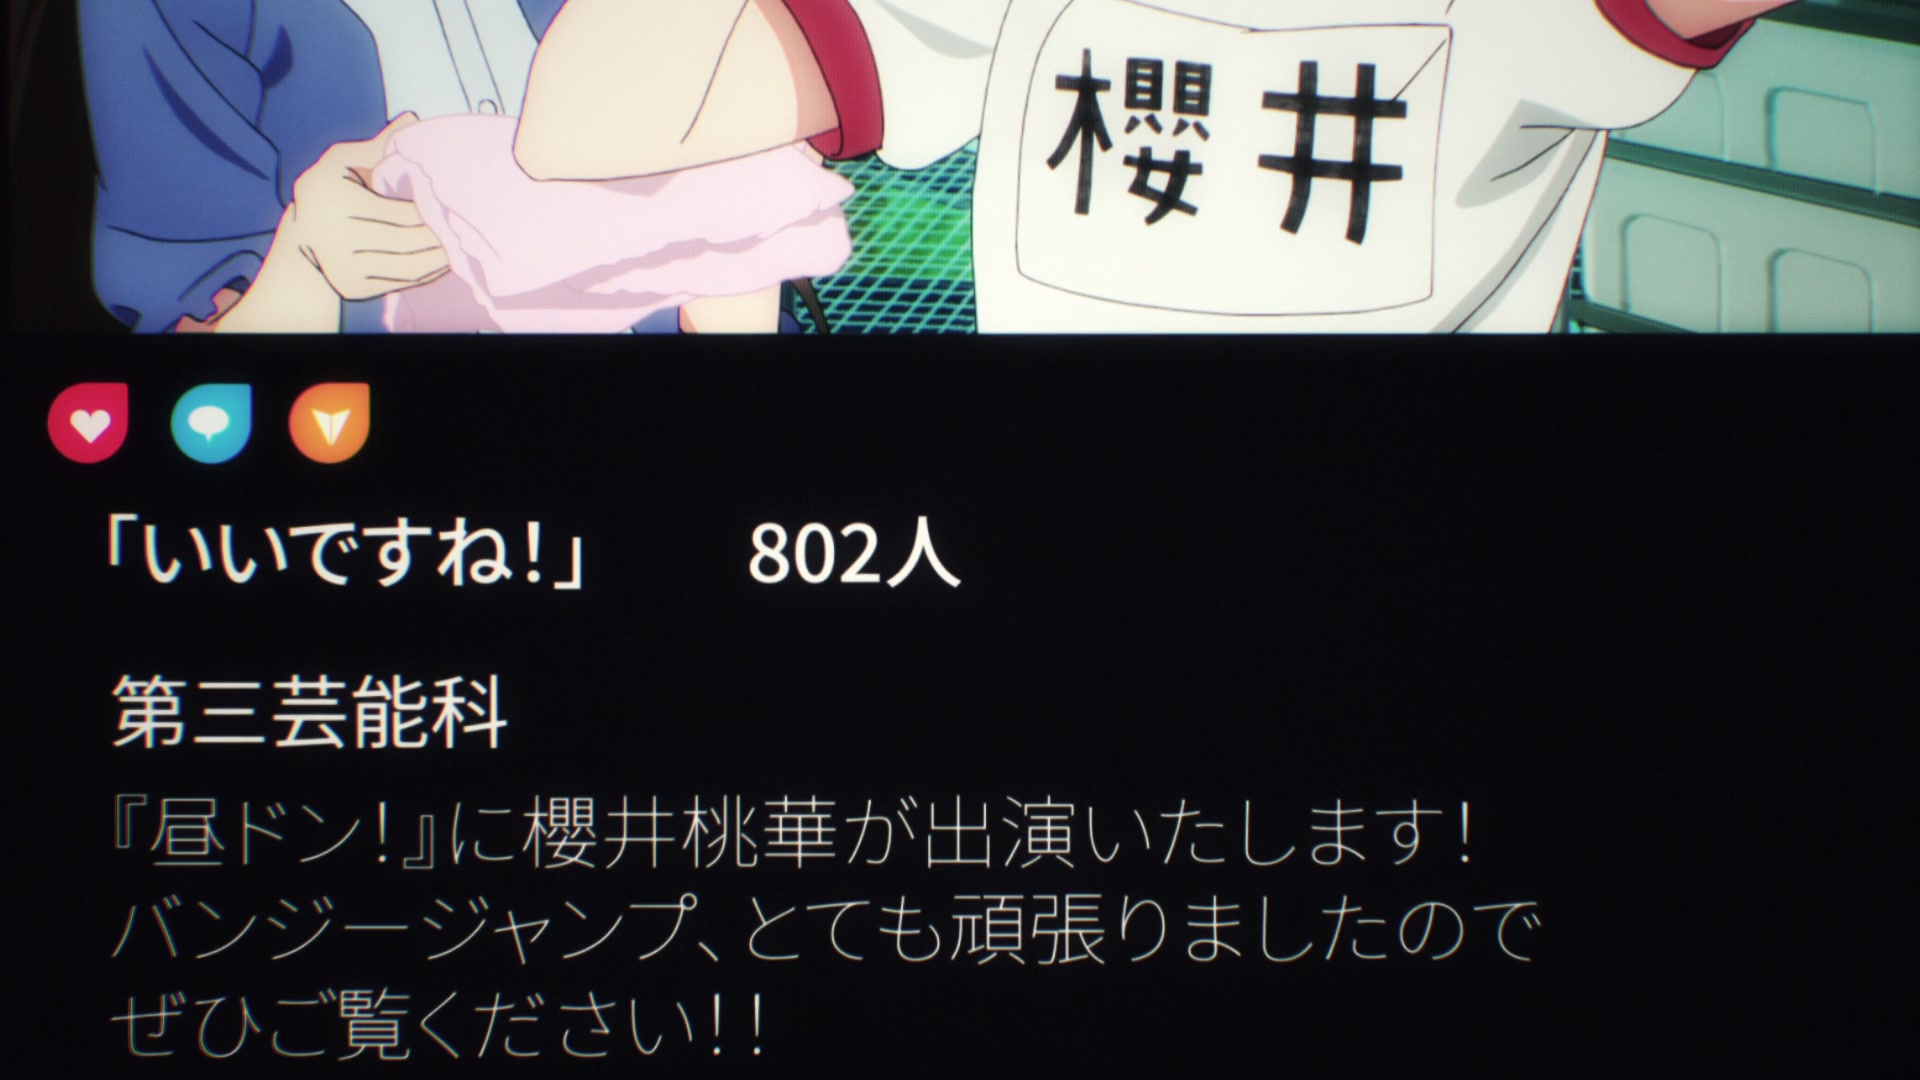 櫻井
「いいですね！」 802人
第三芸能科
『昼ドン！』に櫻井桃華が出演いたします！
バンジージャンプ、とても頑張りましたので
ぜひご覧ください！！